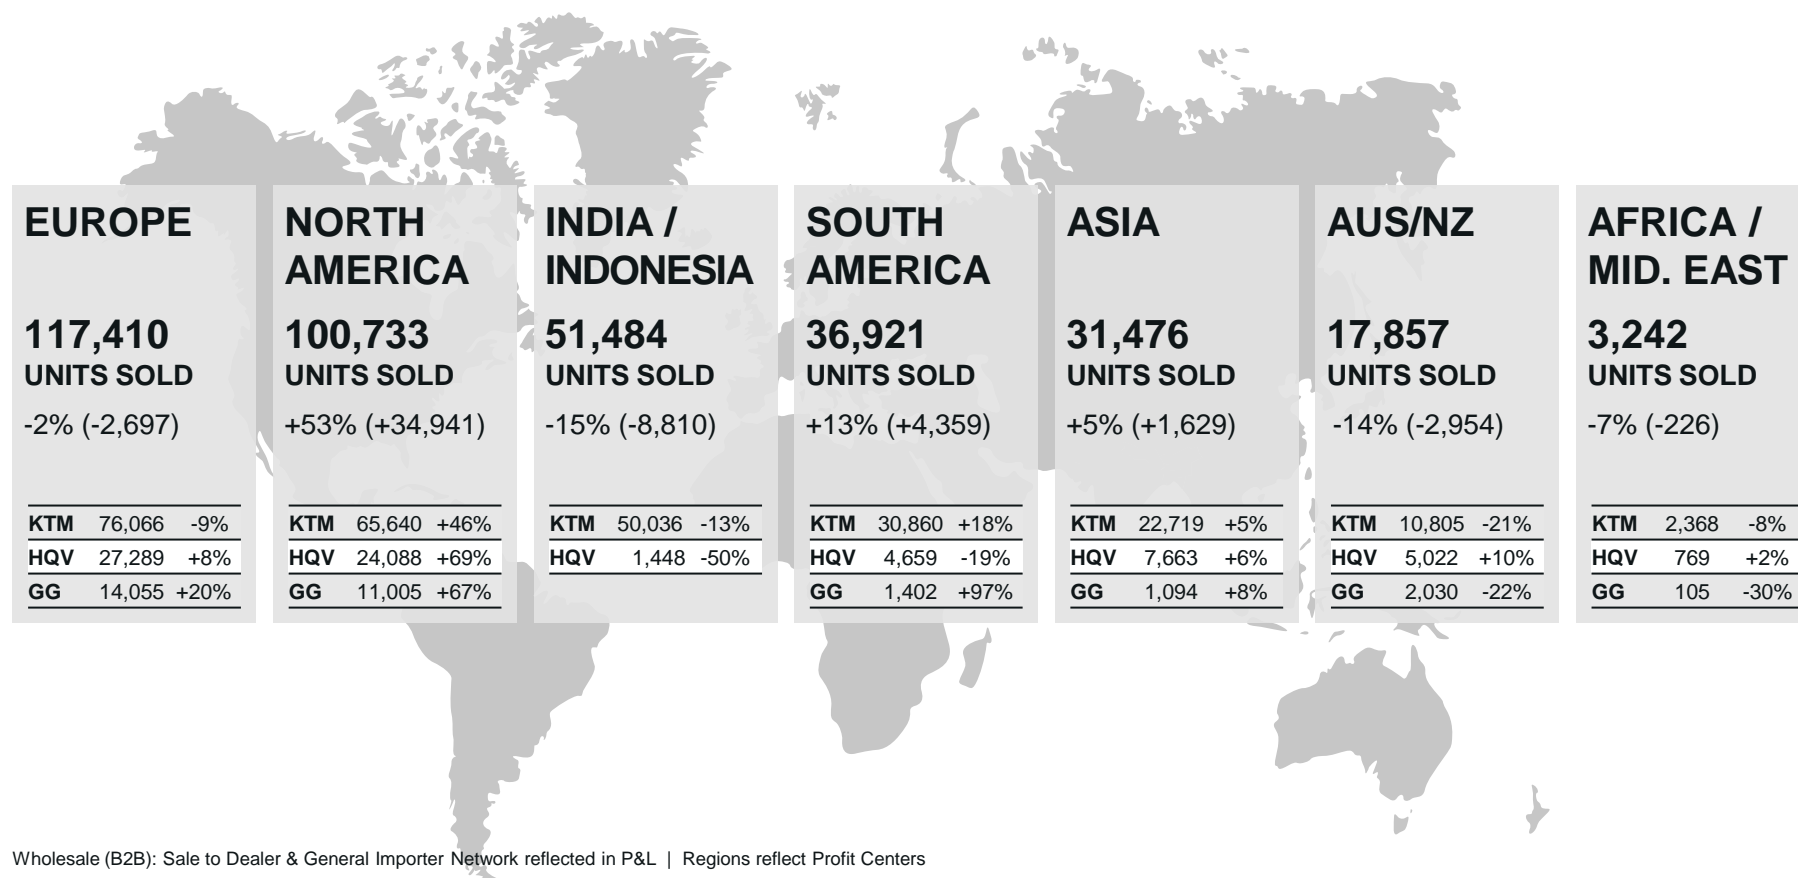 EUROPE
117,410
UNITS SOLD
-2% (-2,697)
KTM 76,066 -9%
HQV 27,289 +8%
GG 14,055 +20%
NORTH
AMERICA
100,733
UNITS SOLD
+53% (+34,941)
KTM 65,640 +46%
HQV 24,088 +69%
GG 11,005 +67%
INDIA /
INDONESIA
51,484
UNITS SOLD
-15% (-8,810)
KTM 50,036 -13%
HQV 1,448 -50%
SOUTH
AMERICA
36,921
UNITS SOLD
+13% (+4,359)
KTM 30,860 +18%
HQV 4,659 -19%
GG 1,402 +97%
ASIA
31,476
UNITS SOLD
+5% (+1,629)
KTM 22,719 +5%
HQV 7,663 +6%
GG 1,094 +8%
AUS/NZ
17,857
UNITS SOLD
-14% (-2,954)
KTM 10,805 -21%
HQV 5,022 +10%
GG 2,030 -22%
AFRICA /
MID. EAST
3,242
UNITS SOLD
-7% (-226)
KTM 2,368 -8%
HQV 769 +2%
GG 105 -30%
Wholesale (B2B): Sale to Dealer & General Importer Network reflected in P&L | Regions reflect Profit Centers